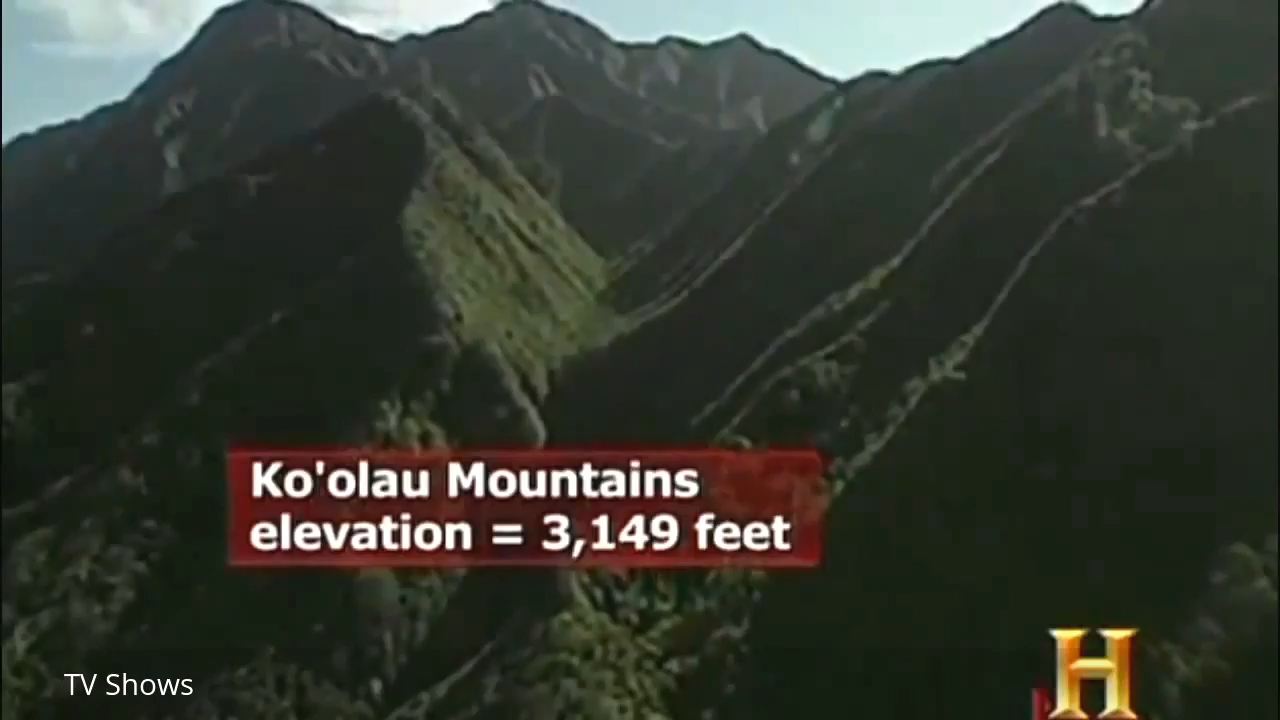 Ko'olau Mountains
elevation = 3,149 feet
TV Shows
H